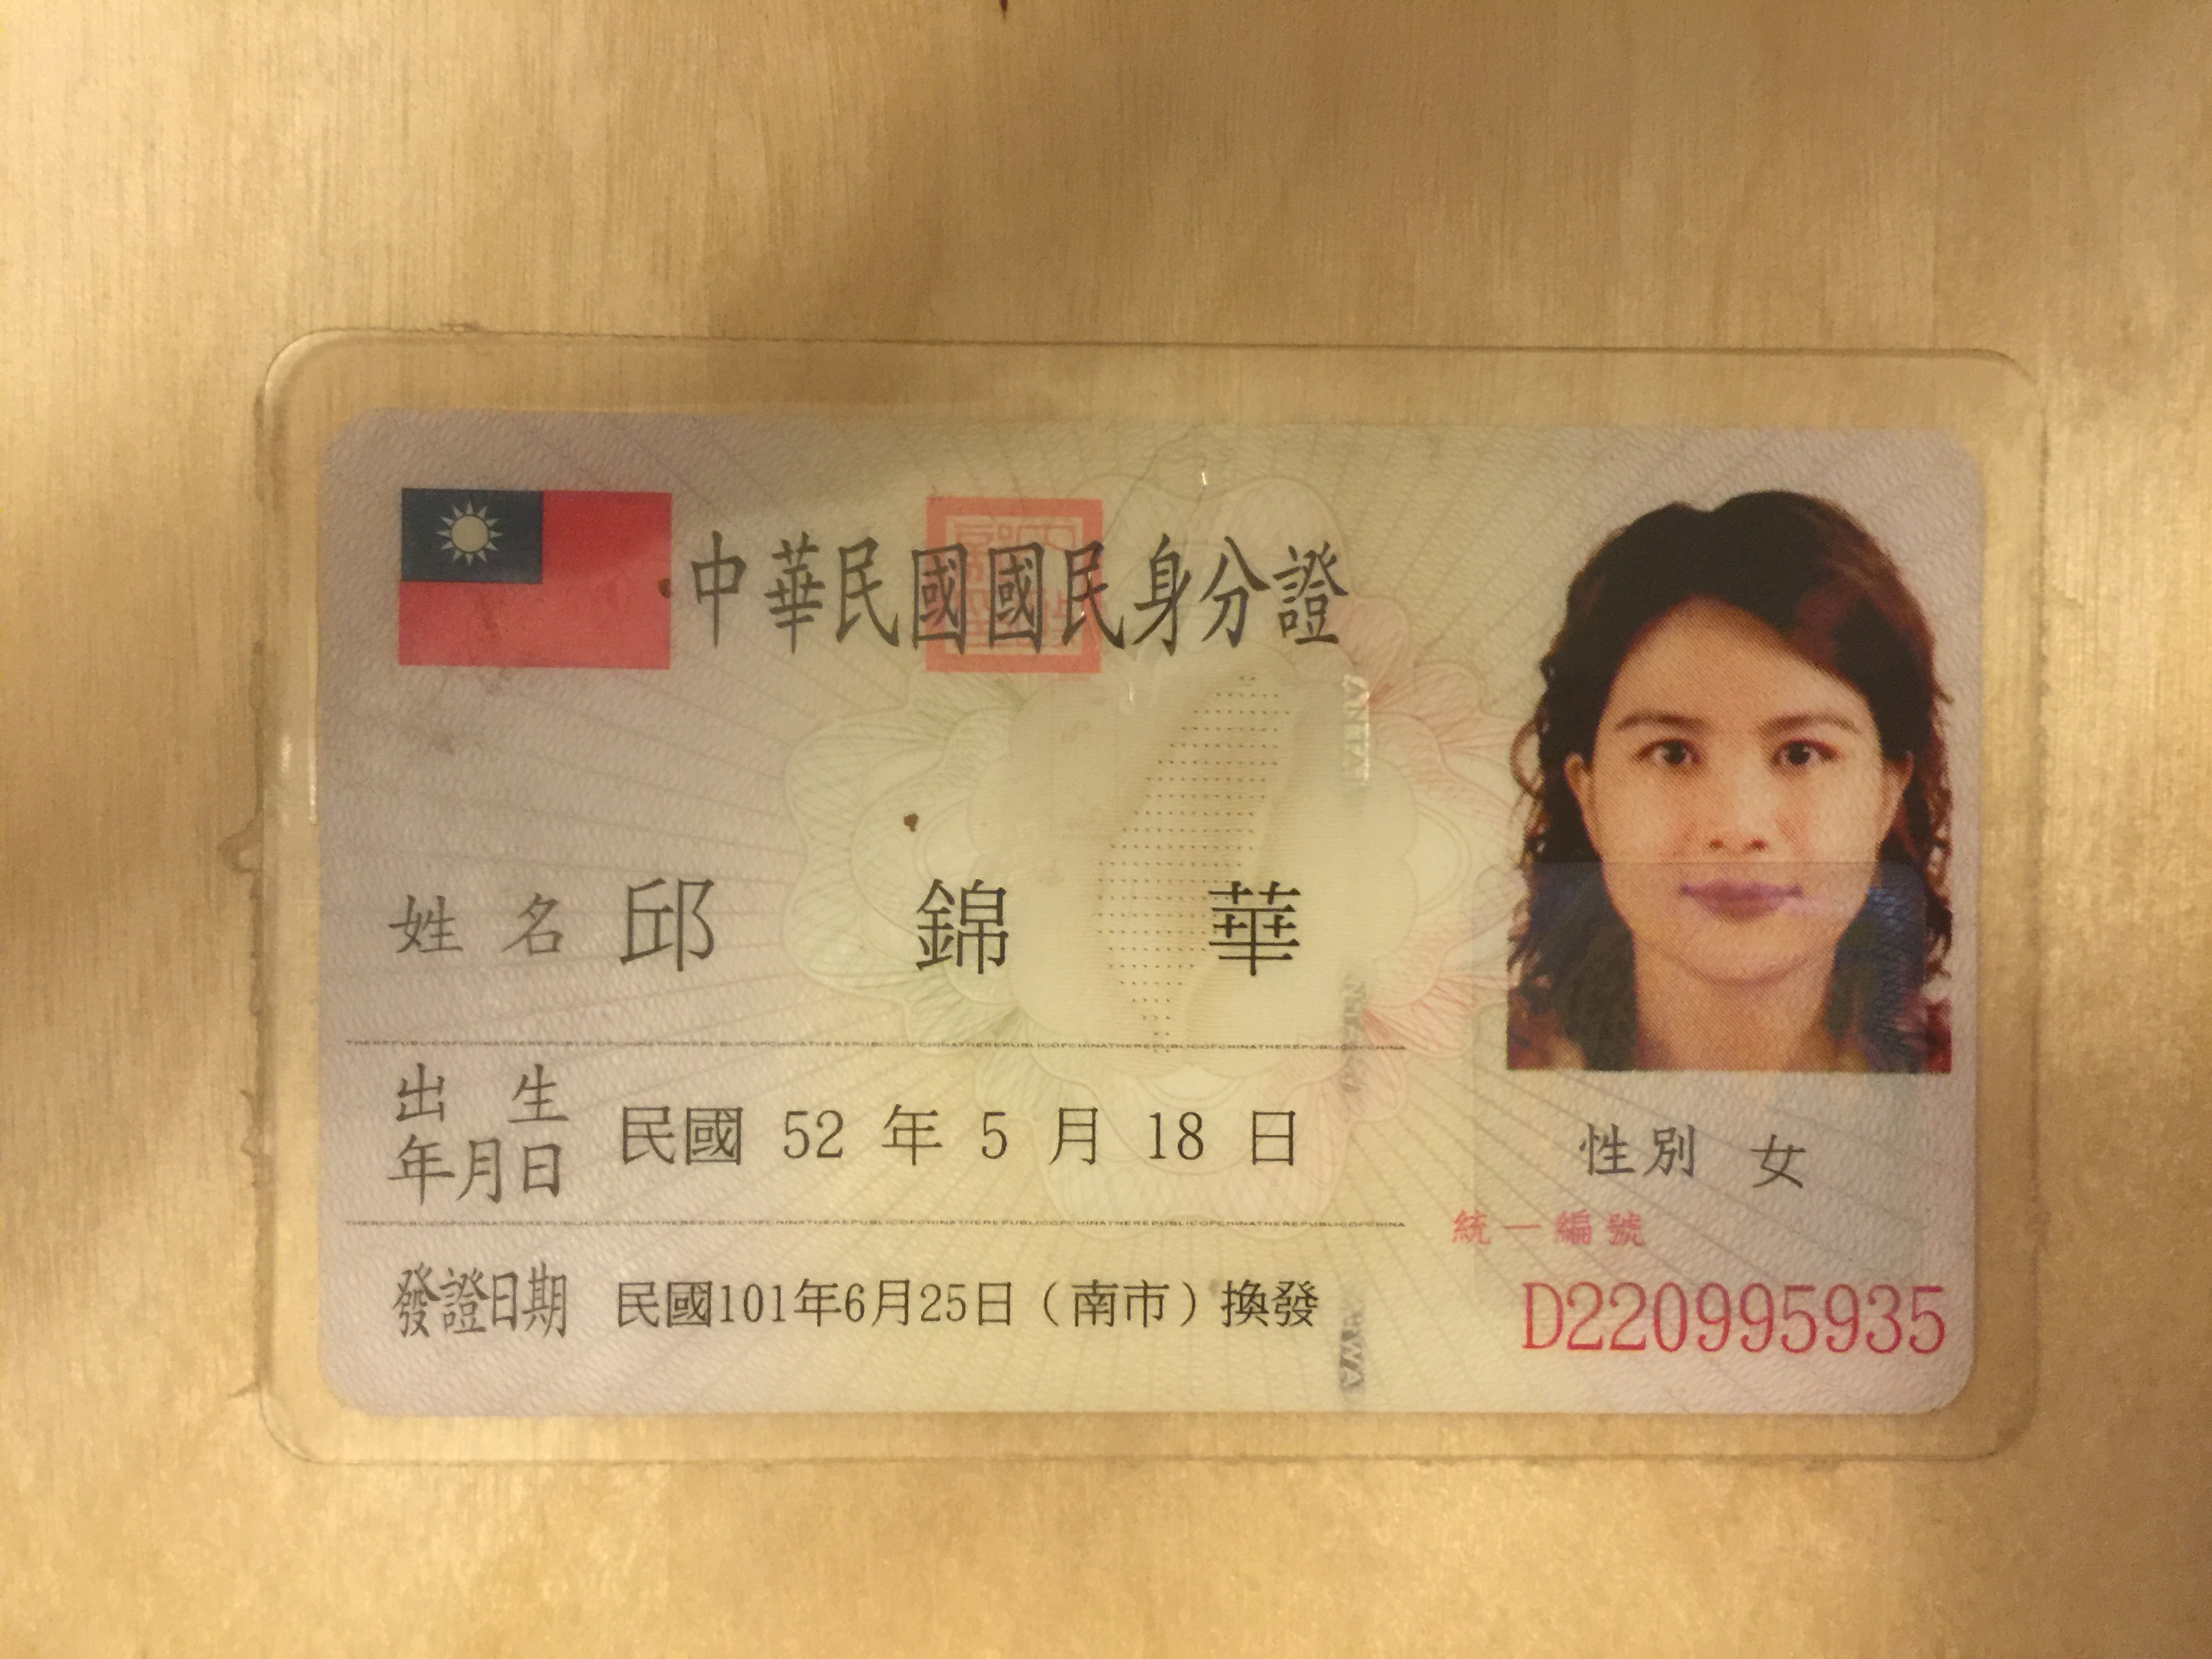 中華民國國民身分證
姓名 邱 錦 華
出生年月日 民國 52 年 5 月 18 日
性別 女
發證日期 民國101年6月25日(南市)換發
統一編號
D220995935